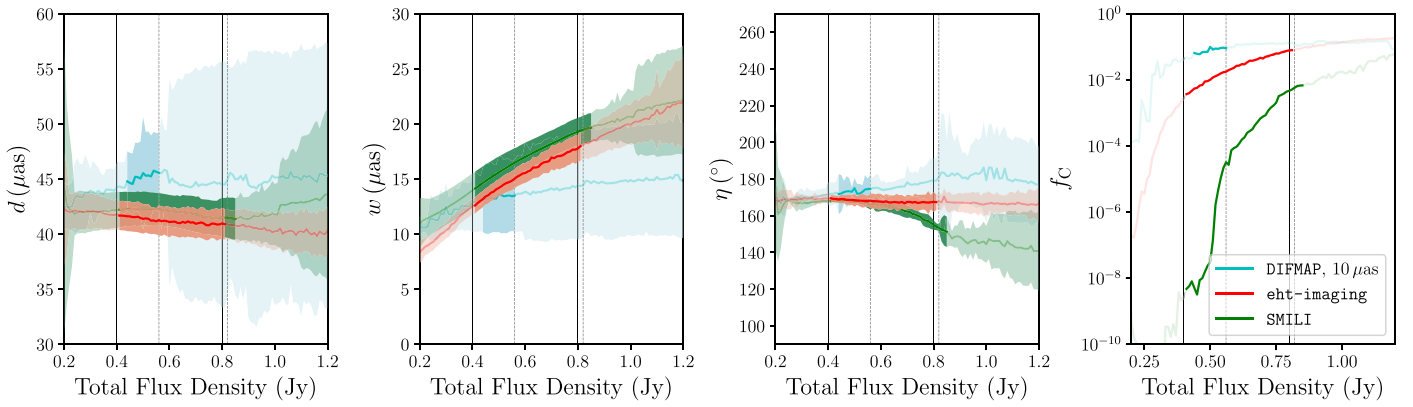 60
55
50
45
40
35
30
d (μas)
0.2 0.4 0.6 0.8 1.0 1.2
Total Flux Density (Jy)
30
25
20
15
10
5
0
w (μas)
0.2 0.4 0.6 0.8 1.0 1.2
Total Flux Density (Jy)
260
240
220
200
180
160
140
120
100
η (°)
0.2 0.4 0.6 0.8 1.0 1.2
Total Flux Density (Jy)
10⁰
10⁻²
10⁻⁴
10⁻⁶
10⁻⁸
10⁻¹⁰
f_C
DIFMAP, 10 μas
eht-imaging
SMILI
0.25 0.50 0.75 1.00
Total Flux Density (Jy)